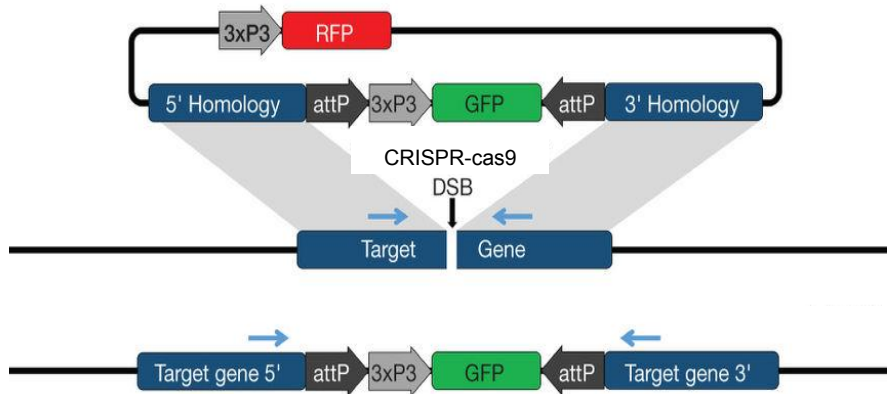 3xP3 RFP
5' Homology attP 3xP3 GFP attP 3' Homology
CRISPR-cas9
DSB
Target Gene
Target gene 5' attP 3xP3 GFP attP Target gene 3'